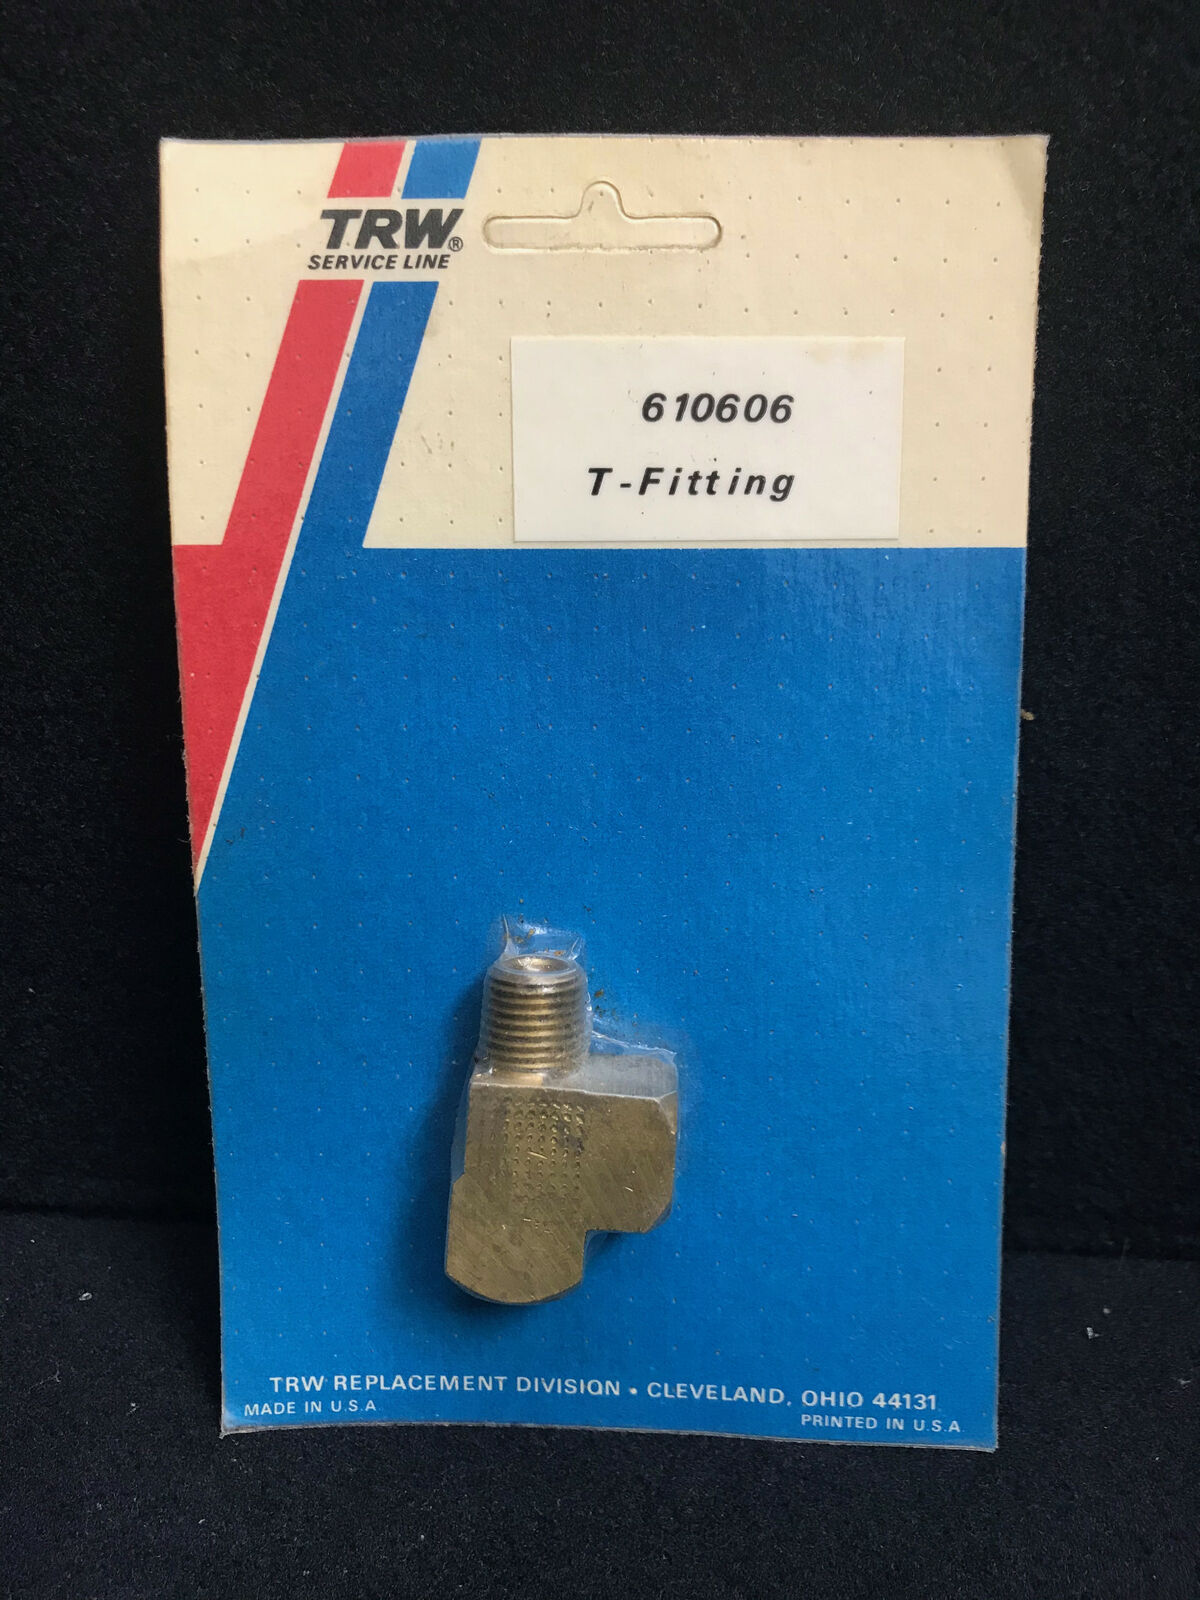 TRW®
SERVICE LINE
610606
T-Fitting
TRW REPLACEMENT DIVISION • CLEVELAND, OHIO 44131
MADE IN U.S.A.
PRINTED IN U.S.A.